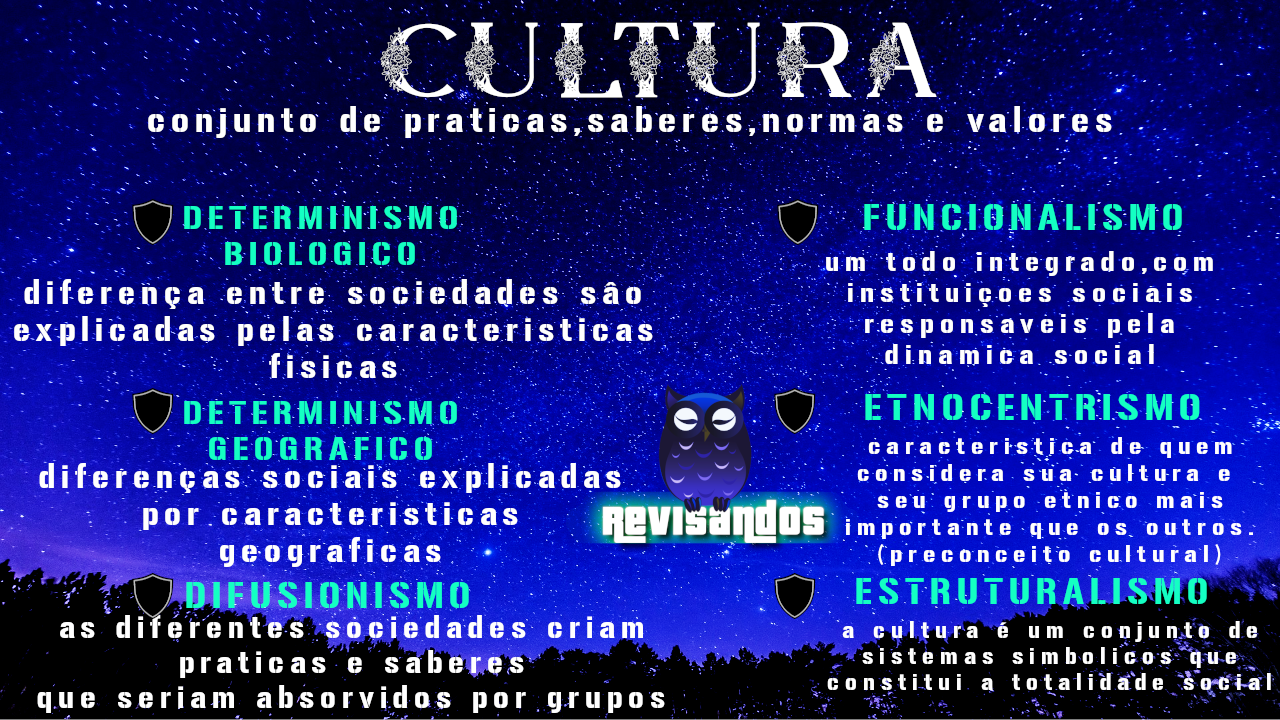 CULTURA
conjunto de praticas,saberes,normas e valores
DETERMINISMO
BIOLOGICO
diferença entre sociedades sâo
explicadas pelas caracteristicas
fisicas
DETERMINISMO
GEOGRAFICO
diferenças sociais explicadas
por caracteristicas
geograficas
DIFUSIONISMO
as diferentes sociedades criam
praticas e saberes
que seriam absorvidos por grupos
FUNCIONALISMO
um todo integrado,com
instituiçoes sociais
responsaveis pela
dinamica social
ETNOCENTRISMO
caracteristica de quem
considera sua cultura e
seu grupo etnico mais
importante que os outros.
(preconceito cultural)
ESTRUTURALISMO
a cultura é um conjunto de
sistemas simbolicos que
constitui a totalidade social
Revisandos